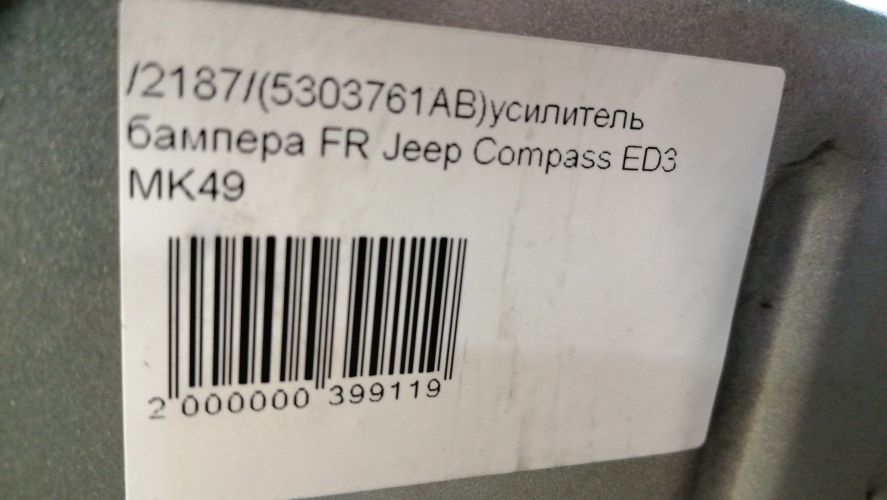 /2187/(5303761AB)усилитель
бампера FR Jeep Compass ED3
MK49
2 000000 399119